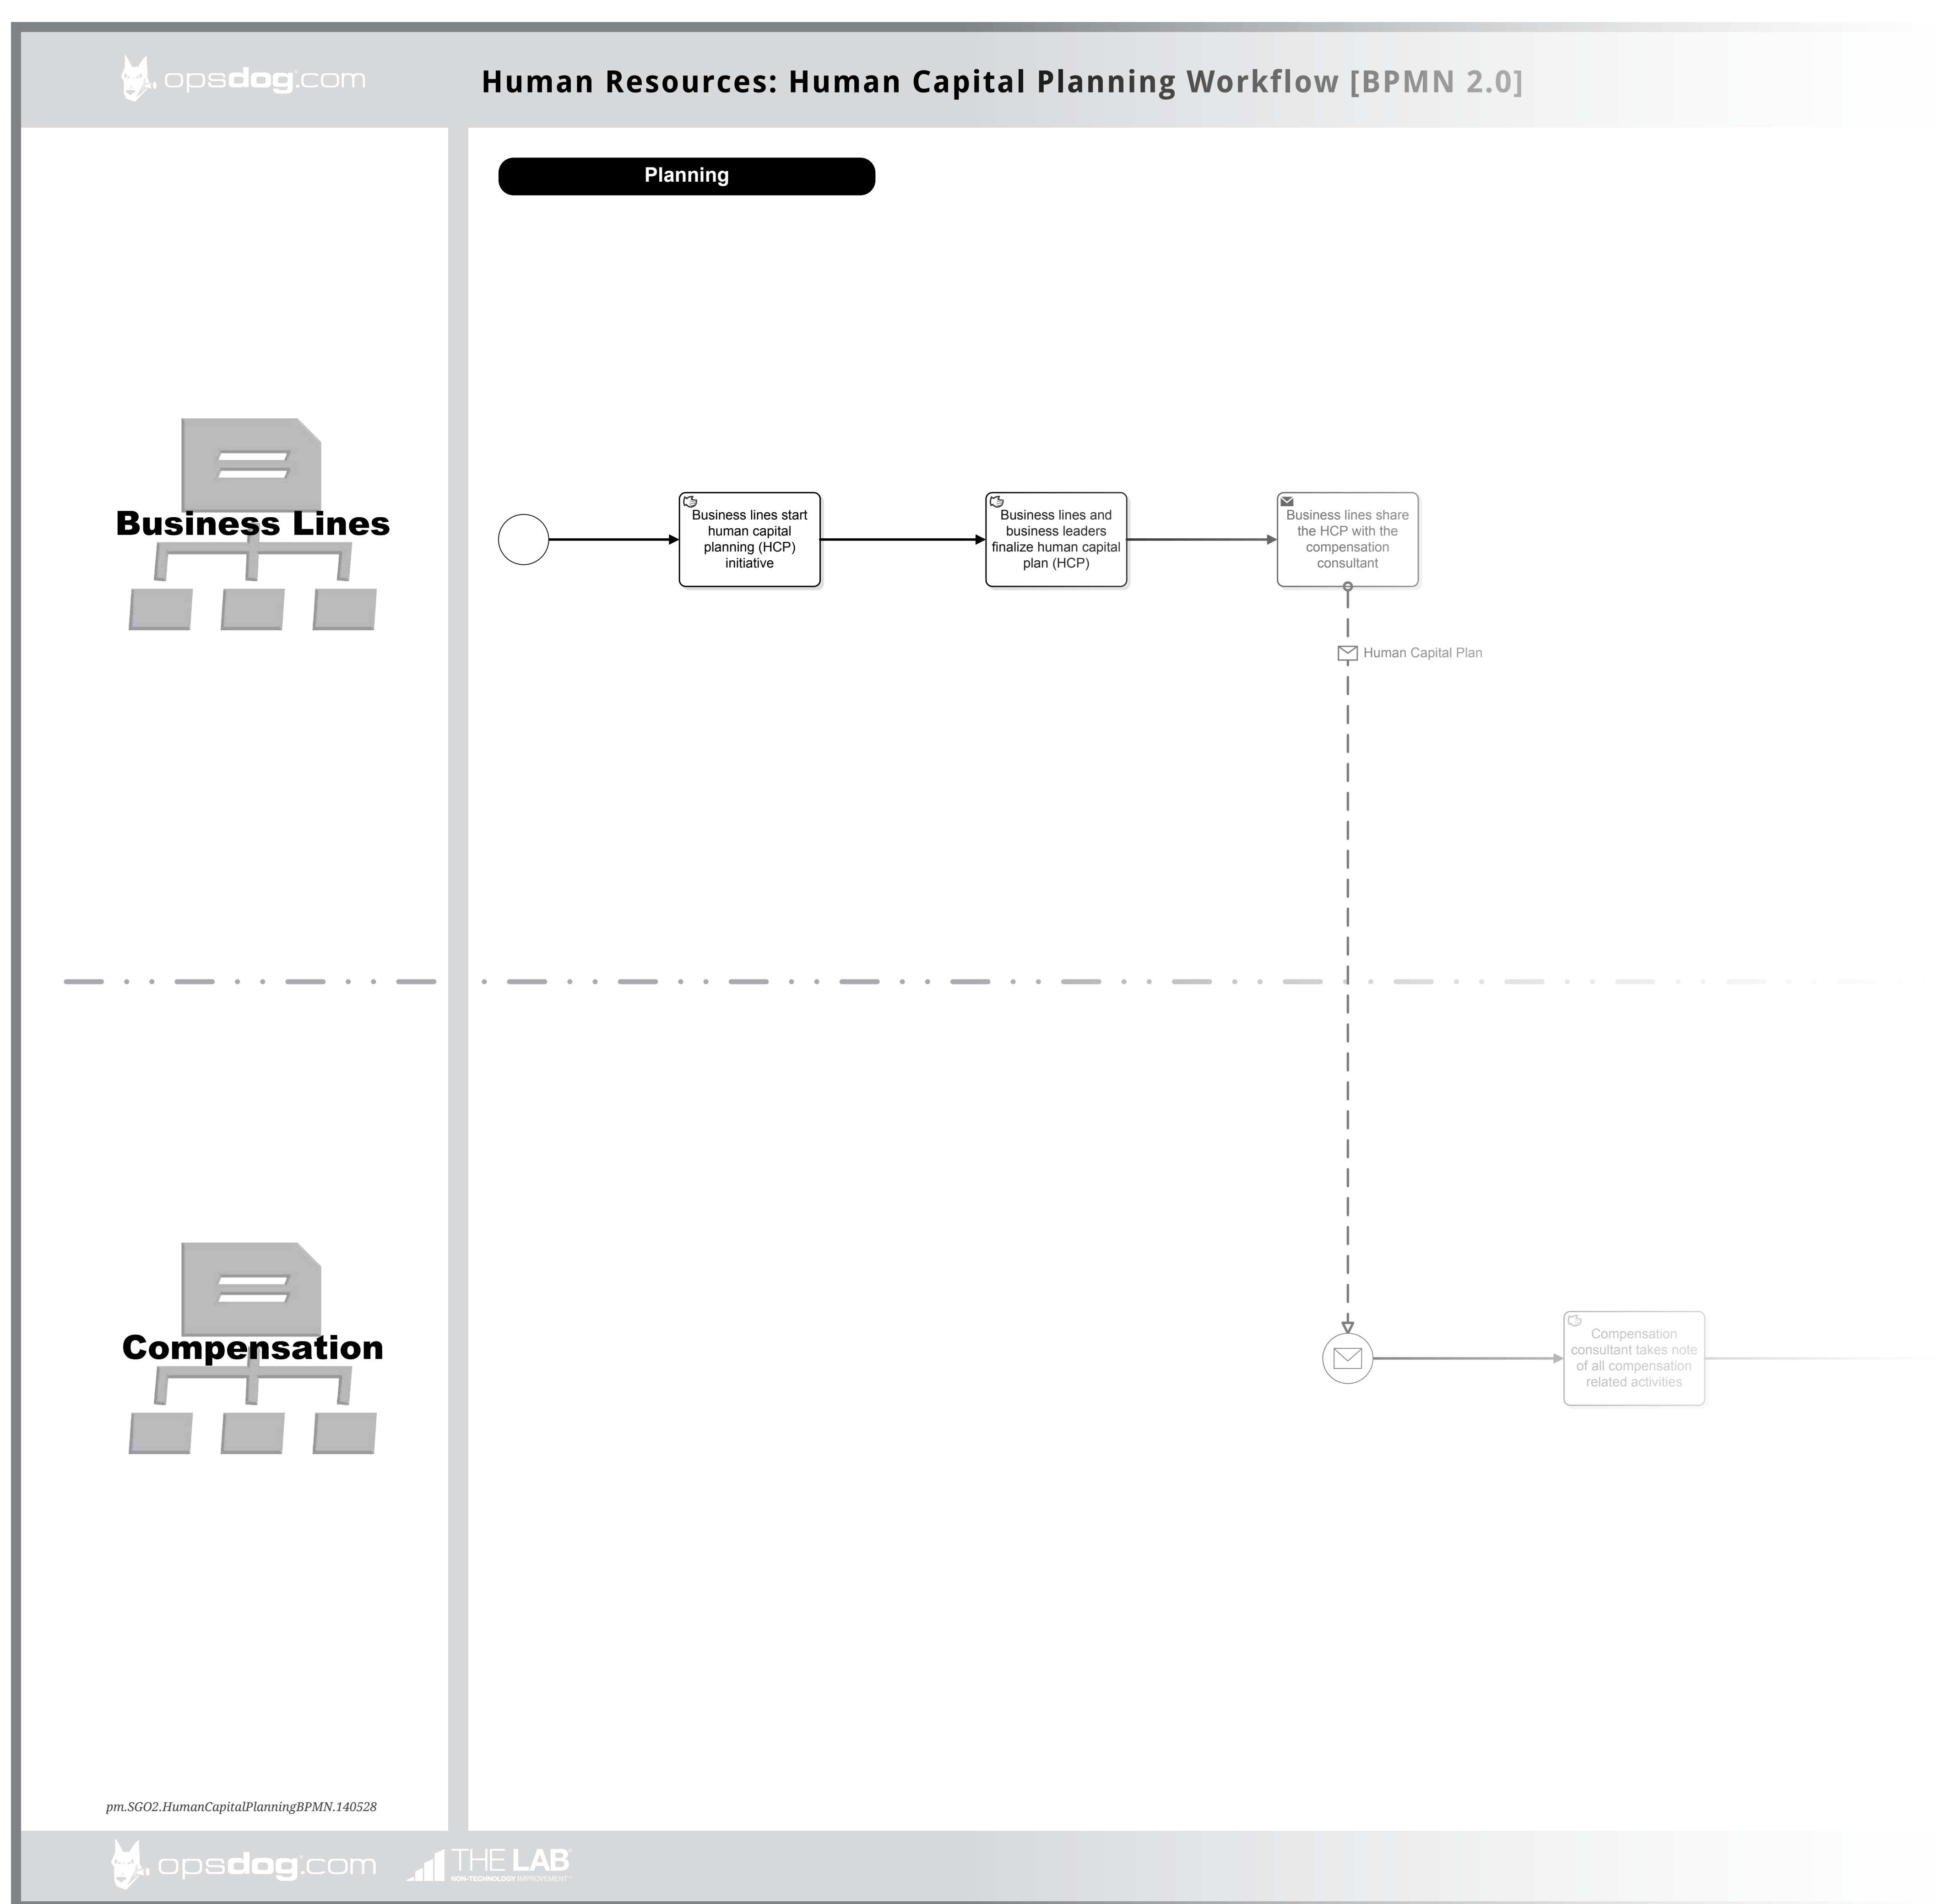 opsdog.com
Human Resources: Human Capital Planning Workflow [BPMN 2.0]
Planning
Business Lines
Business lines start
human capital
planning (HCP)
initiative
Business lines and
business leaders
finalize human capital
plan (HCP)
Business lines share
the HCP with the
compensation
consultant
Human Capital Plan
Compensation
Compensation
consultant takes note
of all compensation
related activities
pm.SGO2.HumanCapitalPlanningBPMN.140528
opsdog.com
THE LAB
NON-TECHNOLOGY IMPROVEMENT